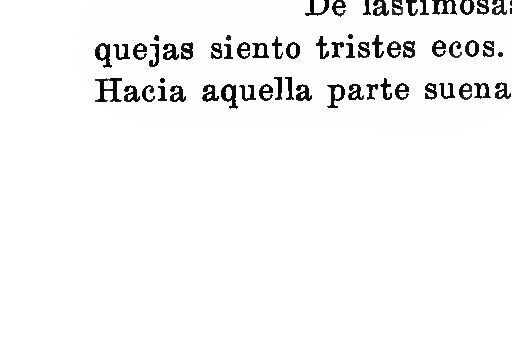 De lastimosas
quejas siento tristes ecos.
Hacia aquella parte suena